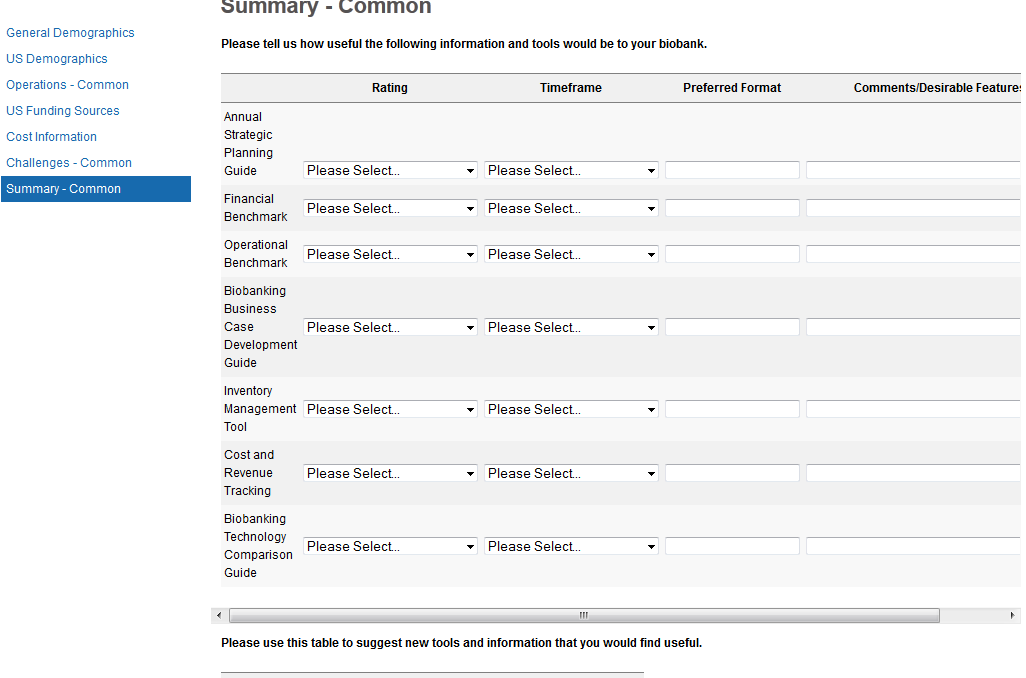 Summary - Common
General Demographics
US Demographics
Operations - Common
US Funding Sources
Cost Information
Challenges - Common
Summary - Common
Please tell us how useful the following information and tools would be to your biobank.
Rating Timeframe Preferred Format Comments/Desirable Features
Annual
Strategic
Planning
Guide Please Select... Please Select...
Financial
Benchmark
Please Select... Please Select...
Operational
Benchmark
Please Select... Please Select...
Biobanking
Business
Case
Development
Guide
Please Select... Please Select...
Inventory
Management
Tool
Please Select... Please Select...
Cost and
Revenue
Tracking
Please Select... Please Select...
Biobanking
Technology
Comparison
Guide
Please Select... Please Select...
Please use this table to suggest new tools and information that you would find useful.